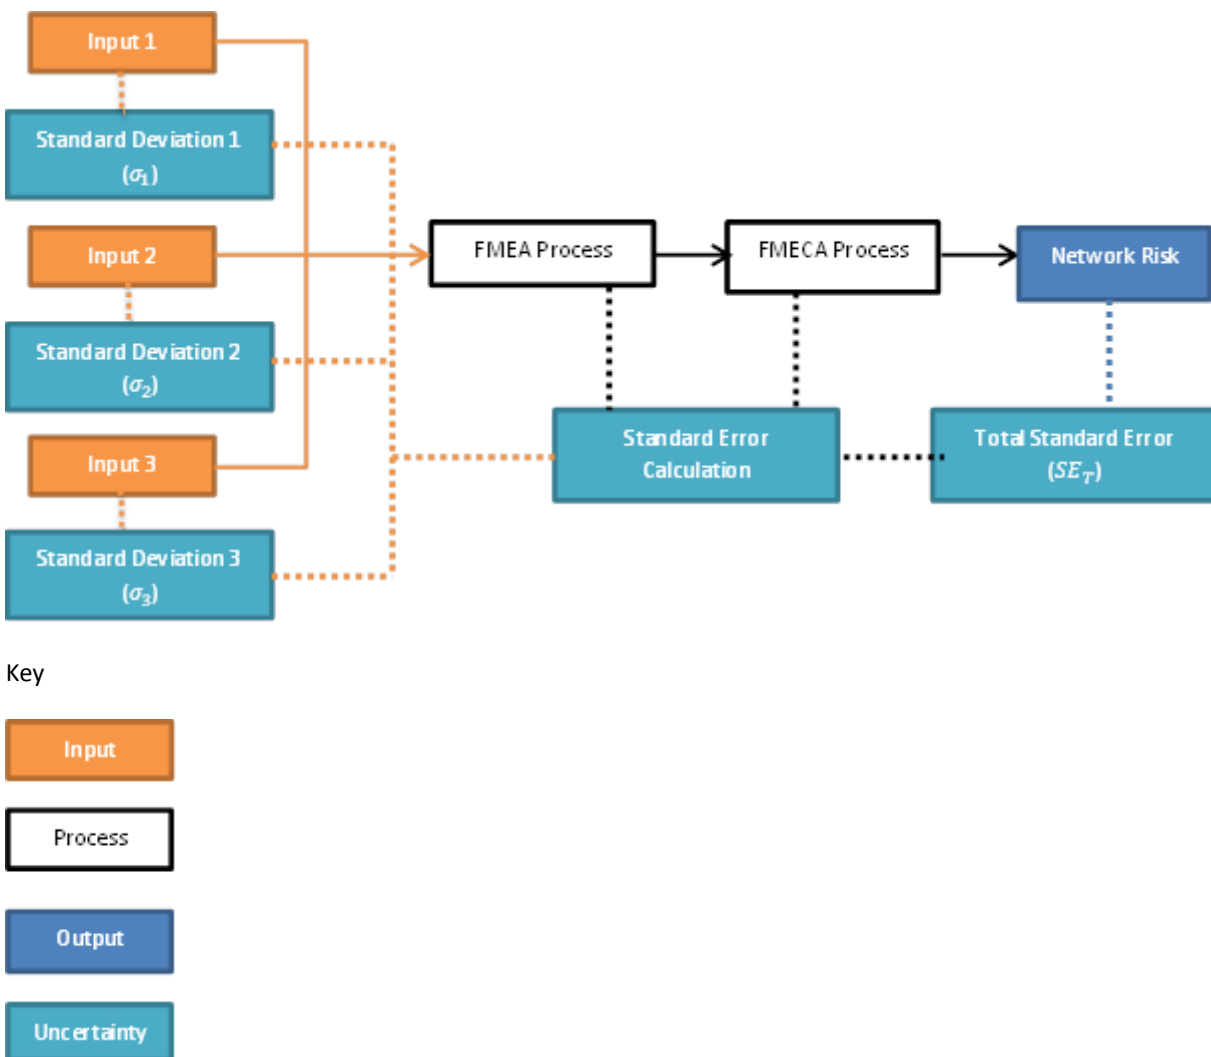 Input 1
Standard Deviation 1
(σ₁)
Input 2
FMEA Process
FMECA Process
Network Risk
Standard Deviation 2
(σ₂)
Input 3
Standard Error
Calculation
Total Standard Error
(SE_T)
Standard Deviation 3
(σ₃)
Key
Input
Process
Output
Uncertainty